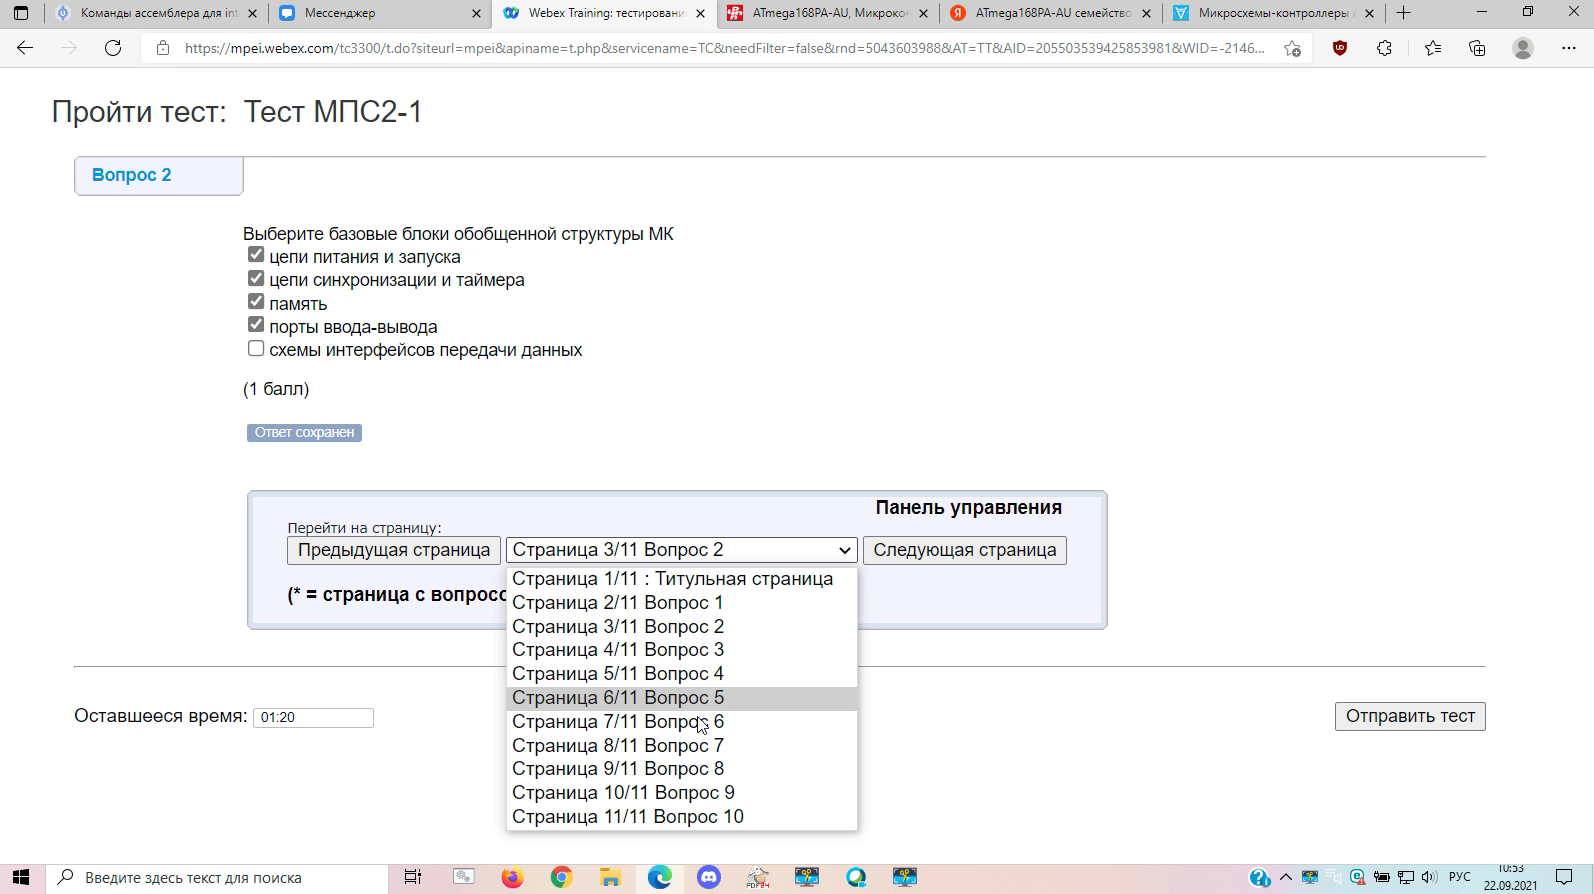 Команды ассемблера для int
Мессенджер
Webex Training: тестировани
ATmega168PA-AU, Микрокон
ATmega168PA-AU семейство
Микросхемы-контроллеры
https://mpei.webex.com/tc3300/t.do?siteurl=mpei&apiname=t.php&servicename=TC&needFilter=false&rnd=5043603988&AT=TT&AID=205503539425853981&WID=-2146...
Пройти тест: Тест МПС2-1
Вопрос 2
Выберите базовые блоки обобщенной структуры МК
цепи питания и запуска
цепи синхронизации и таймера
память
порты ввода-вывода
схемы интерфейсов передачи данных
(1 балл)
Ответ сохранен
Панель управления
Перейти на страницу:
Предыдущая страница
Страница 3/11 Вопрос 2
Следующая страница
(* = страница с вопросо
Страница 1/11 : Титульная страница
Страница 2/11 Вопрос 1
Страница 3/11 Вопрос 2
Страница 4/11 Вопрос 3
Страница 5/11 Вопрос 4
Страница 6/11 Вопрос 5
Страница 7/11 Вопрос 6
Страница 8/11 Вопрос 7
Страница 9/11 Вопрос 8
Страница 10/11 Вопрос 9
Страница 11/11 Вопрос 10
Оставшееся время: 01:20
Отправить тест
Введите здесь текст для поиска
PDF24
РУС
10:53
22.09.2021